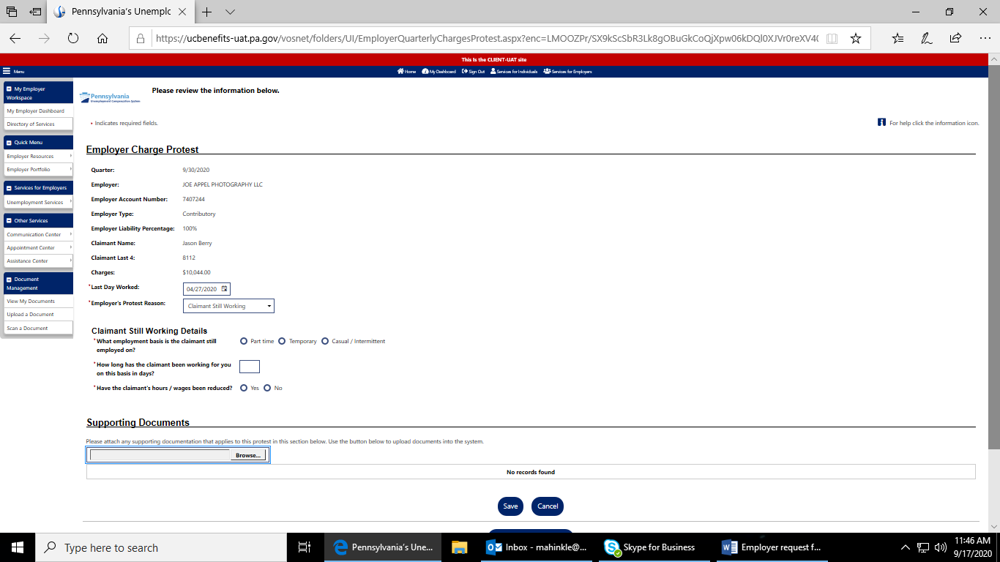 Pennsylvania's Unemplc
https://ucbenefits-uat.pa.gov/vosnet/folders/UI/EmployerQuarterlyChargesProtest.aspx?enc=LMOOZPr/SX9kScSbR3Lk8gOBuGkCoQjXpw06kDQl0XJVr0reXV4(
This Is the CLIENT-UAT site
Menu
Home My Dashboard Sign Out Services for Individuals Services for Employers
My Employer Workspace
My Employer Dashboard
Directory of Services
Quick Menu
Employer Resources
Employer Portfolio
Services for Employers
Unemployment Services
Other Services
Communication Center
Appointment Center
Assistance Center
Document Management
View My Documents
Upload a Document
Scan a Document
Pennsylvania
Unemployment Compensation System
Please review the information below.
* Indicates required fields.
For help click the information icon.
Employer Charge Protest
Quarter: 9/30/2020
Employer: JOE APPEL PHOTOGRAPHY LLC
Employer Account Number: 7407244
Employer Type: Contributory
Employer Liability Percentage: 100%
Claimant Name: Jason Berry
Claimant Last 4: 8112
Charges: $10,044.00
*Last Day Worked: 04/27/2020
*Employer's Protest Reason: Claimant Still Working
Claimant Still Working Details
*What employment basis is the claimant still employed on? Part time Temporary Casual / Intermittent
*How long has the claimant been working for you on this basis in days?
*Have the claimant's hours / wages been reduced? Yes No
Supporting Documents
Please attach any supporting documentation that applies to this protest in this section below. Use the button below to upload documents into the system.
Browse...
No records found
Save Cancel
Type here to search
Pennsylvania's Une...
Inbox - mahinkle@...
Skype for Business
Employer request f...
11:46 AM
9/17/2020